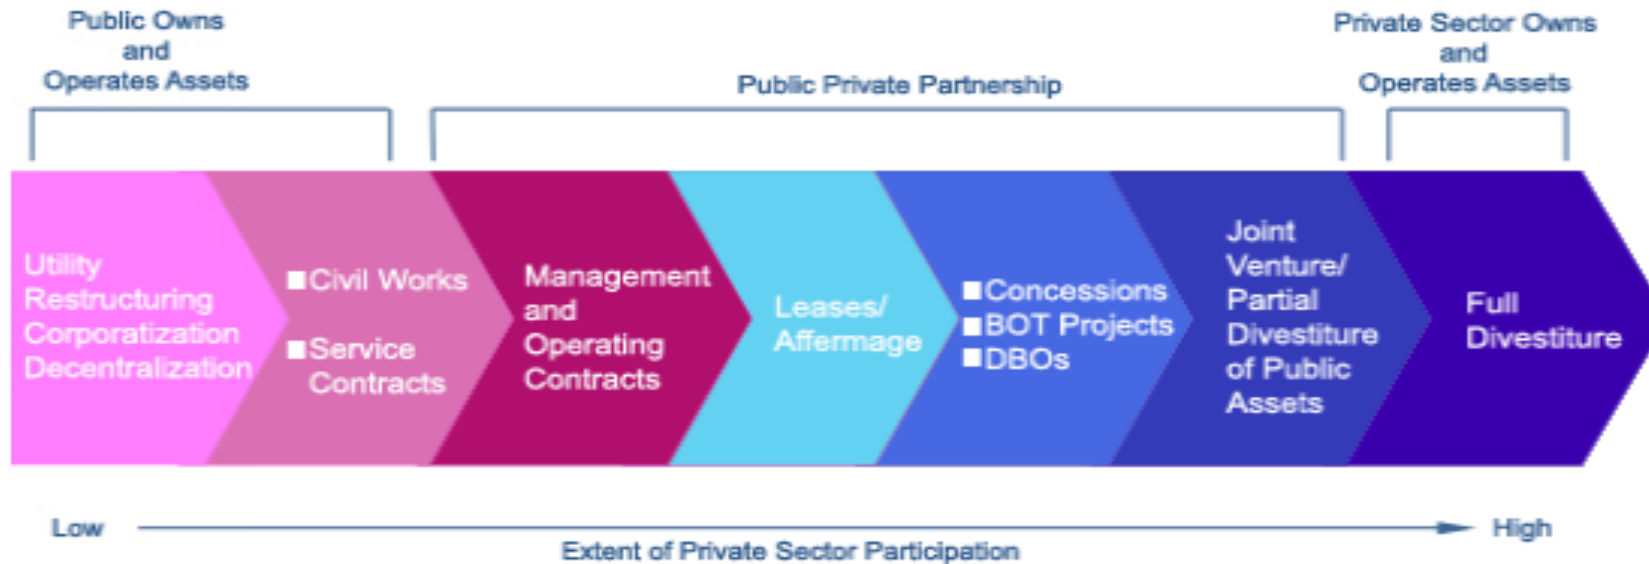 Public Owns
and
Operates Assets
Public Private Partnership
Private Sector Owns
and
Operates Assets
Utility
Restructuring
Corporatization
Decentralization
■Civil Works
■Service
Contracts
Management
and
Operating
Contracts
Leases/
Affermage
■Concessions
■BOT Projects
■DBOs
Joint
Venture/
Partial
Divestiture
of Public
Assets
Full
Divestiture
Low
High
Extent of Private Sector Participation